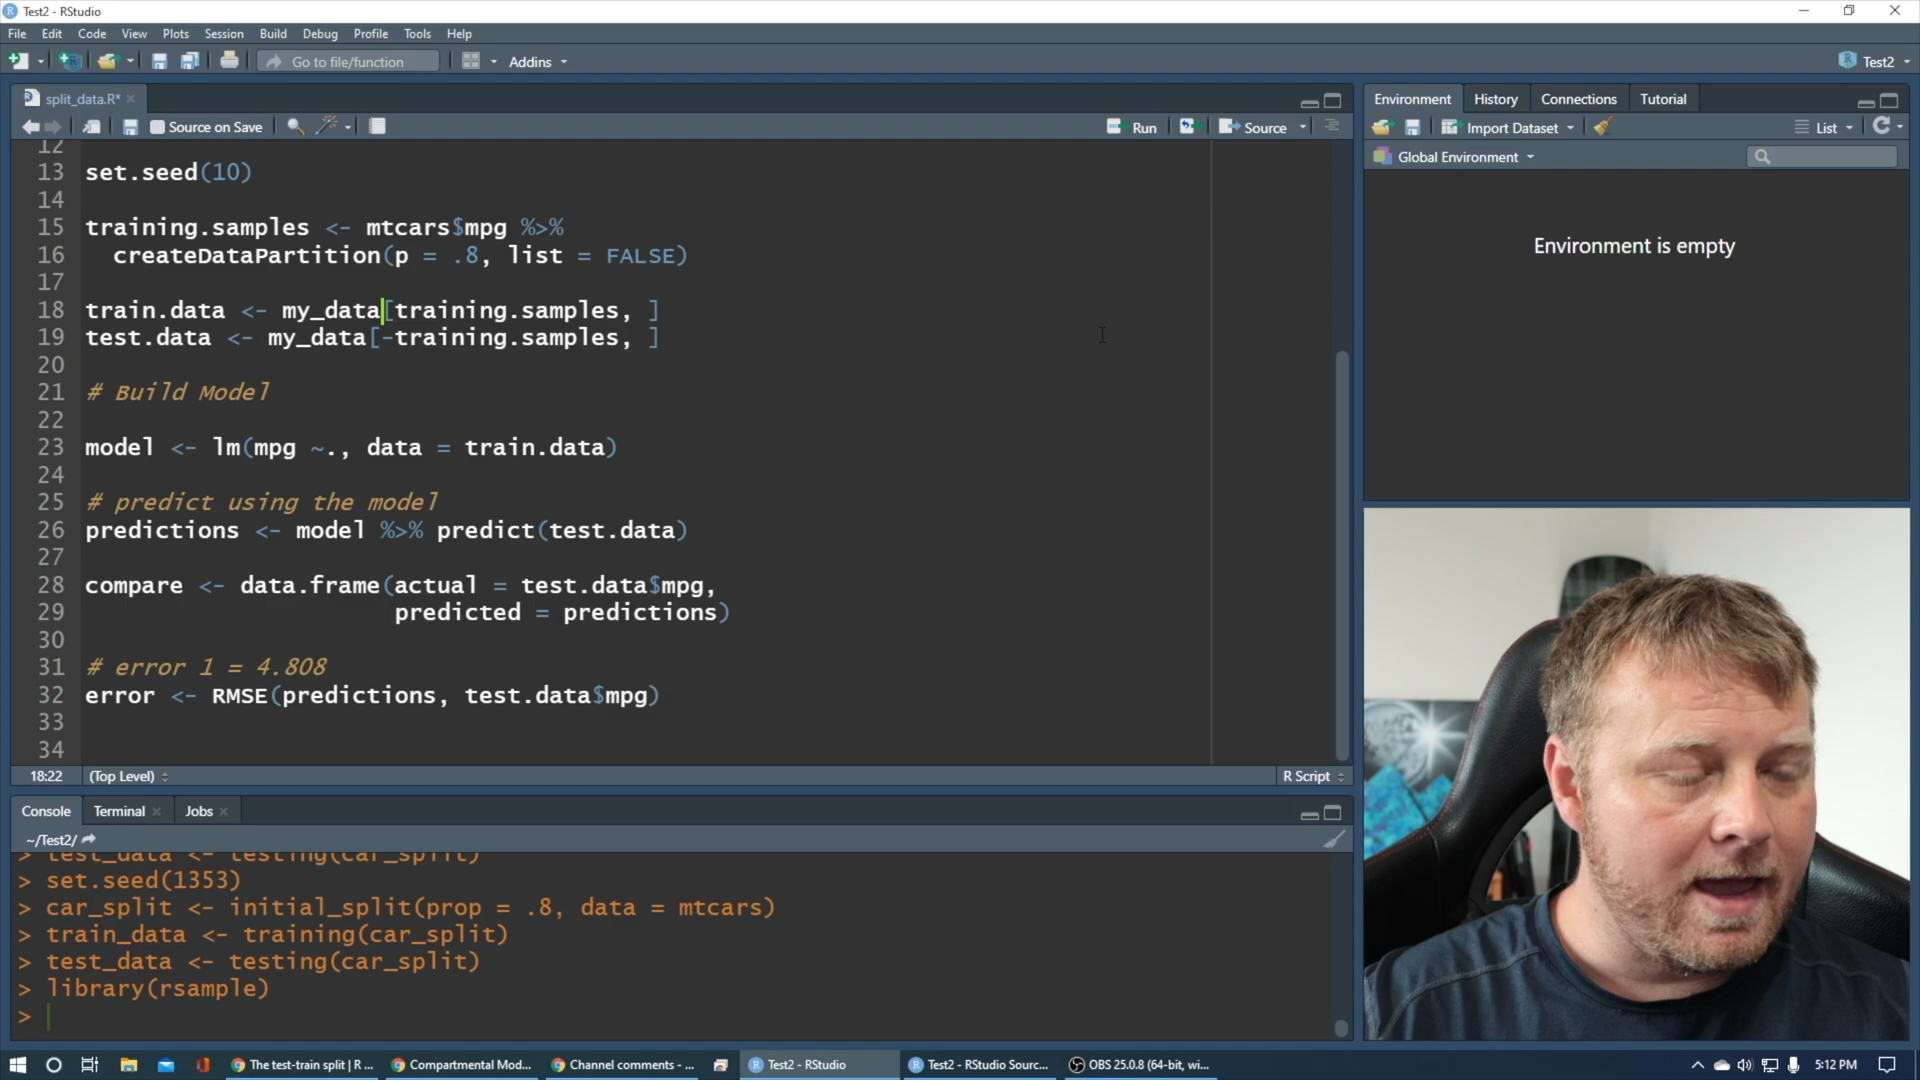 Test2 - RStudio
File Edit Code View Plots Session Build Debug Profile Tools Help
Go to file/function Addins Test2
split_data.R*
Source on Save Run Source
12
13 set.seed(10)
14
15 training.samples <- mtcars$mpg %>%
16 createDataPartition(p = .8, list = FALSE)
17
18 train.data <- my_data[training.samples, ]
19 test.data <- my_data[-training.samples, ]
20
21 # Build Model
22
23 model <- lm(mpg ~., data = train.data)
24
25 # predict using the model
26 predictions <- model %>% predict(test.data)
27
28 compare <- data.frame(actual = test.data$mpg,
29 predicted = predictions)
30
31 # error 1 = 4.808
32 error <- RMSE(predictions, test.data$mpg)
33
34
18:22 (Top Level) R Script
Console Terminal Jobs
~/Test2/
> test_data <- testing(car_split)
> set.seed(1353)
> car_split <- initial_split(prop = .8, data = mtcars)
> train_data <- training(car_split)
> test_data <- testing(car_split)
> library(rsample)
>
Environment History Connections Tutorial
Import Dataset List
Global Environment
Environment is empty
The test-train split | R ... Compartmental Mod... Channel comments - ... Test2 - RStudio Test2 - RStudio Sourc... OBS 25.0.8 (64-bit, wi... 5:12 PM